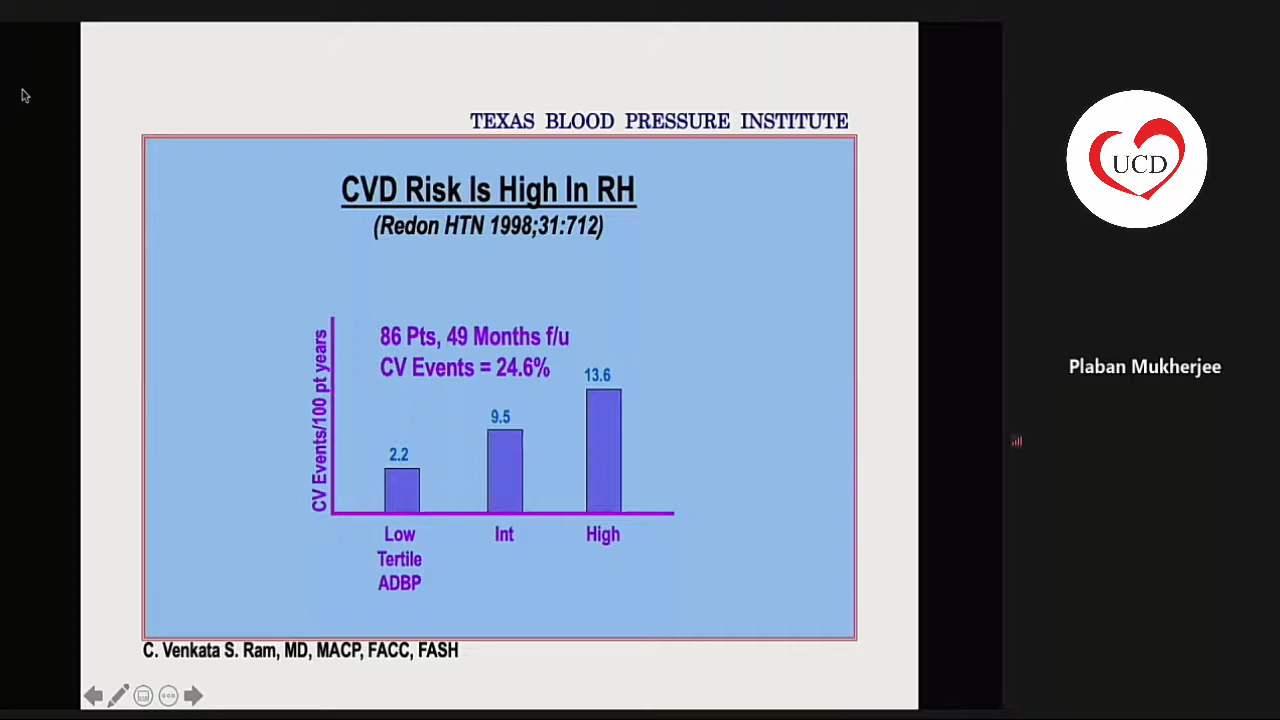 TEXAS BLOOD PRESSURE INSTITUTE
CVD Risk Is High In RH
(Redon HTN 1998;31:712)
CV Events/100 pt years
86 Pts, 49 Months f/u
CV Events = 24.6%
2.2
9.5
13.6
Low
Tertile
ADBP
Int
High
C. Venkata S. Ram, MD, MACP, FACC, FASH
UCD
Plaban Mukherjee